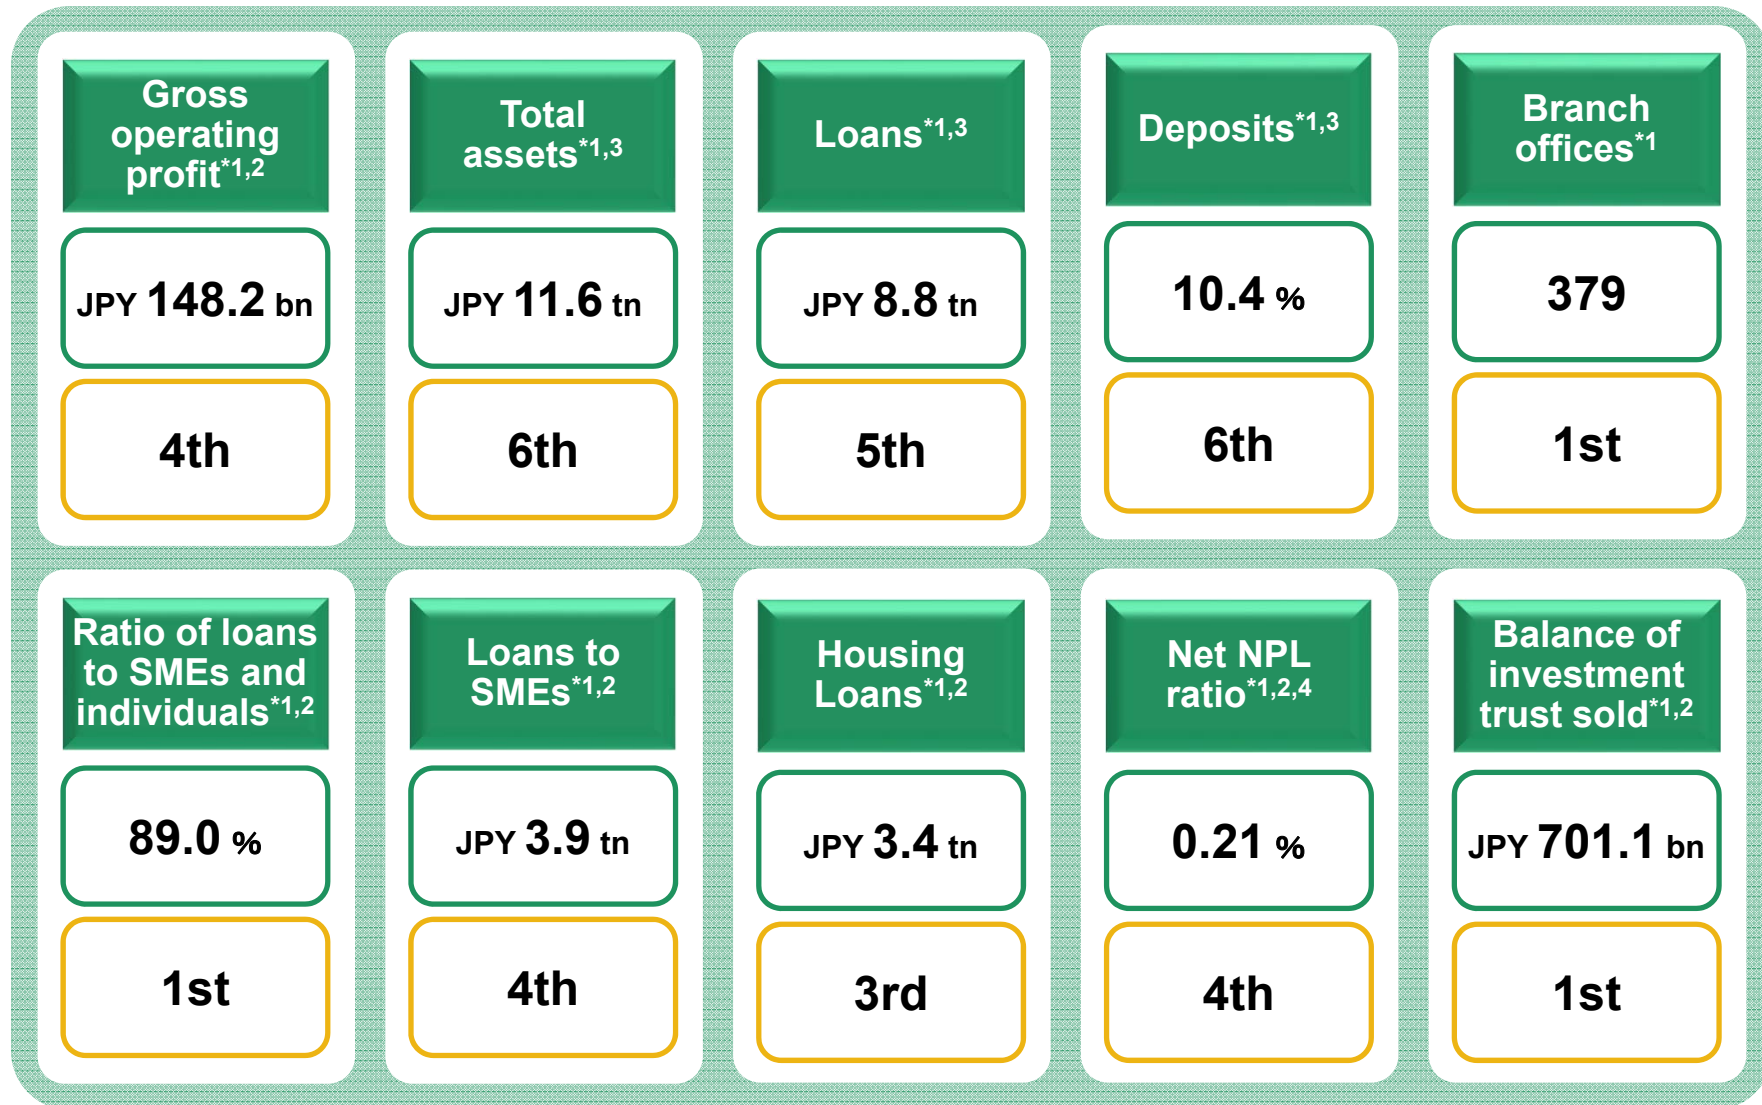 Gross
operating
profit*1,2
JPY 148.2 bn
4th
Total
assets*1,3
JPY 11.6 tn
6th
Loans*1,3
JPY 8.8 tn
5th
Deposits*1,3
10.4 %
6th
Branch
offices*1
379
1st
Ratio of loans
to SMEs and
individuals*1,2
89.0 %
1st
Loans to
SMEs*1,2
JPY 3.9 tn
4th
Housing
Loans*1,2
JPY 3.4 tn
3rd
Net NPL
ratio*1,2,4
0.21 %
4th
Balance of
investment
trust sold*1,2
JPY 701.1 bn
1st